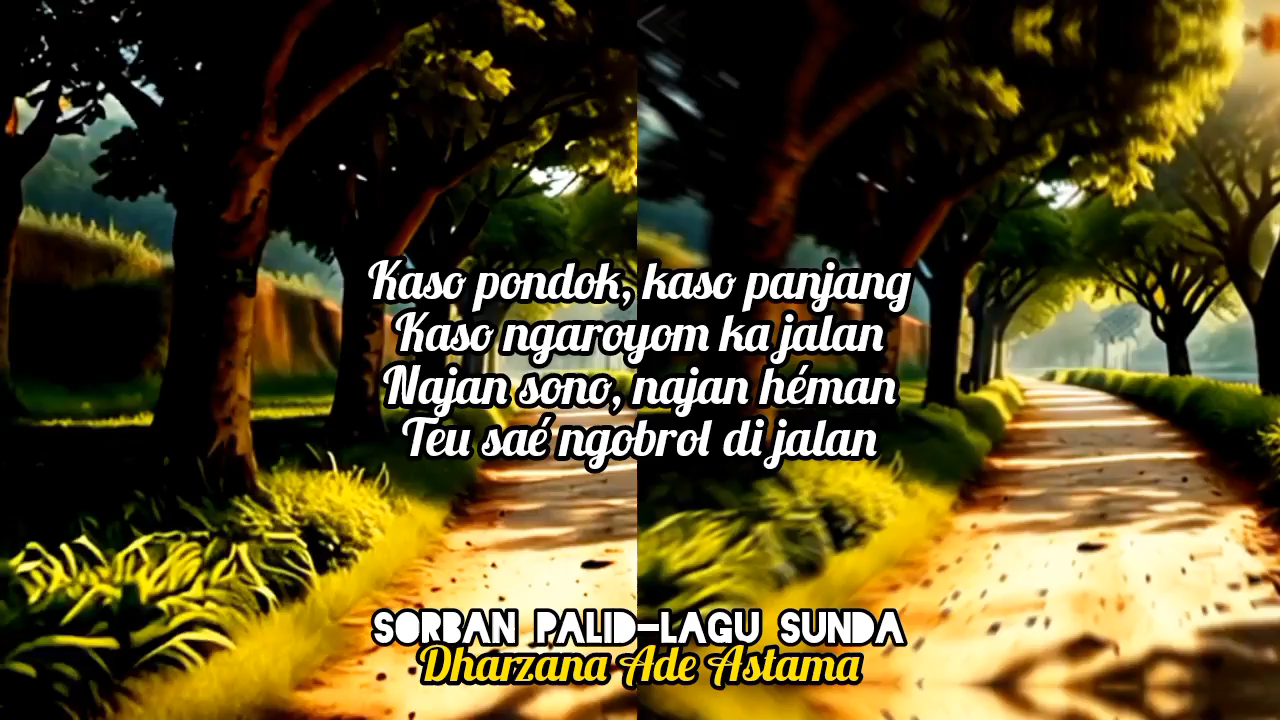 Kaso pondok, kaso panjang
Kaso ngaroyom ka jalan
Najan sono, najan héman
Teu saé ngobrol di jalan
SORBAN PALID-LAGU SUNDA
Dharzana Ade Astama